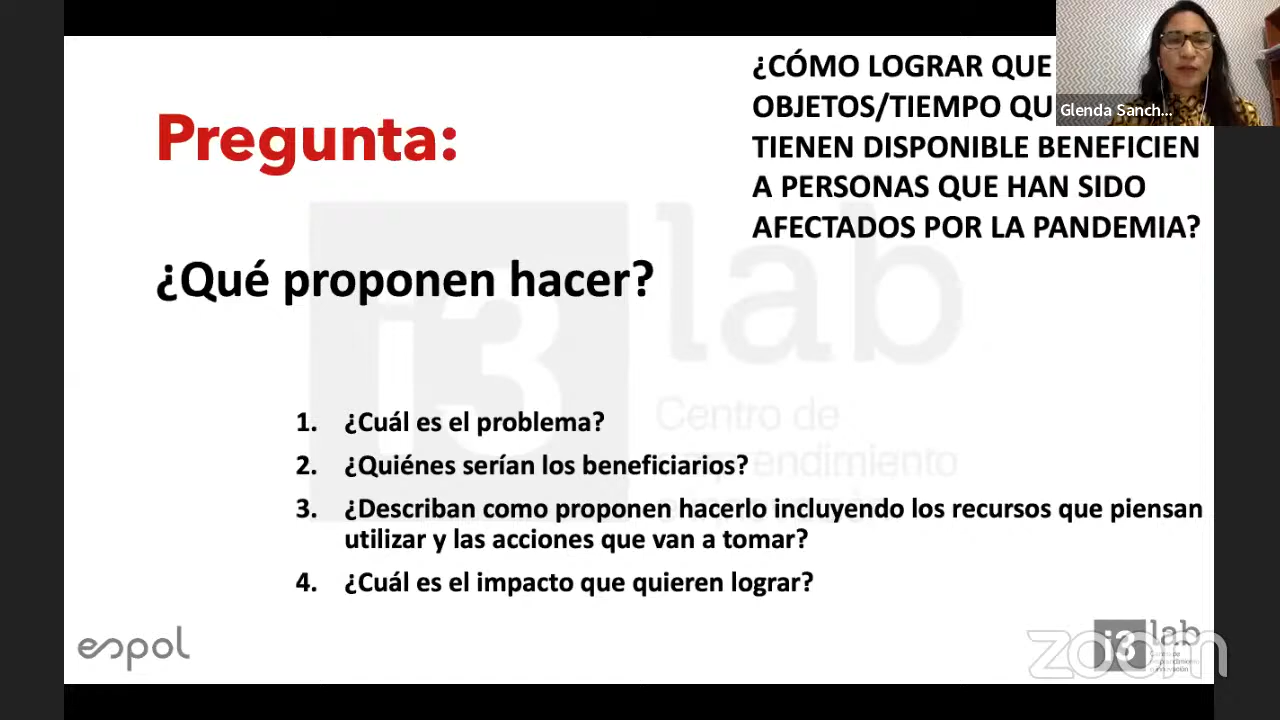 ¿CÓMO LOGRAR QUE
OBJETOS/TIEMPO QU
TIENEN DISPONIBLE BENEFICIEN
A PERSONAS QUE HAN SIDO
AFECTADOS POR LA PANDEMIA?
Glenda Sanch...
Pregunta:
¿Qué proponen hacer?
i3 lab
Centro de
emprendimiento
1. ¿Cuál es el problema?
2. ¿Quiénes serían los beneficiarios?
3. ¿Describan como proponen hacerlo incluyendo los recursos que piensan
utilizar y las acciones que van a tomar?
4. ¿Cuál es el impacto que quieren lograr?
espol
i3 lab
zoom